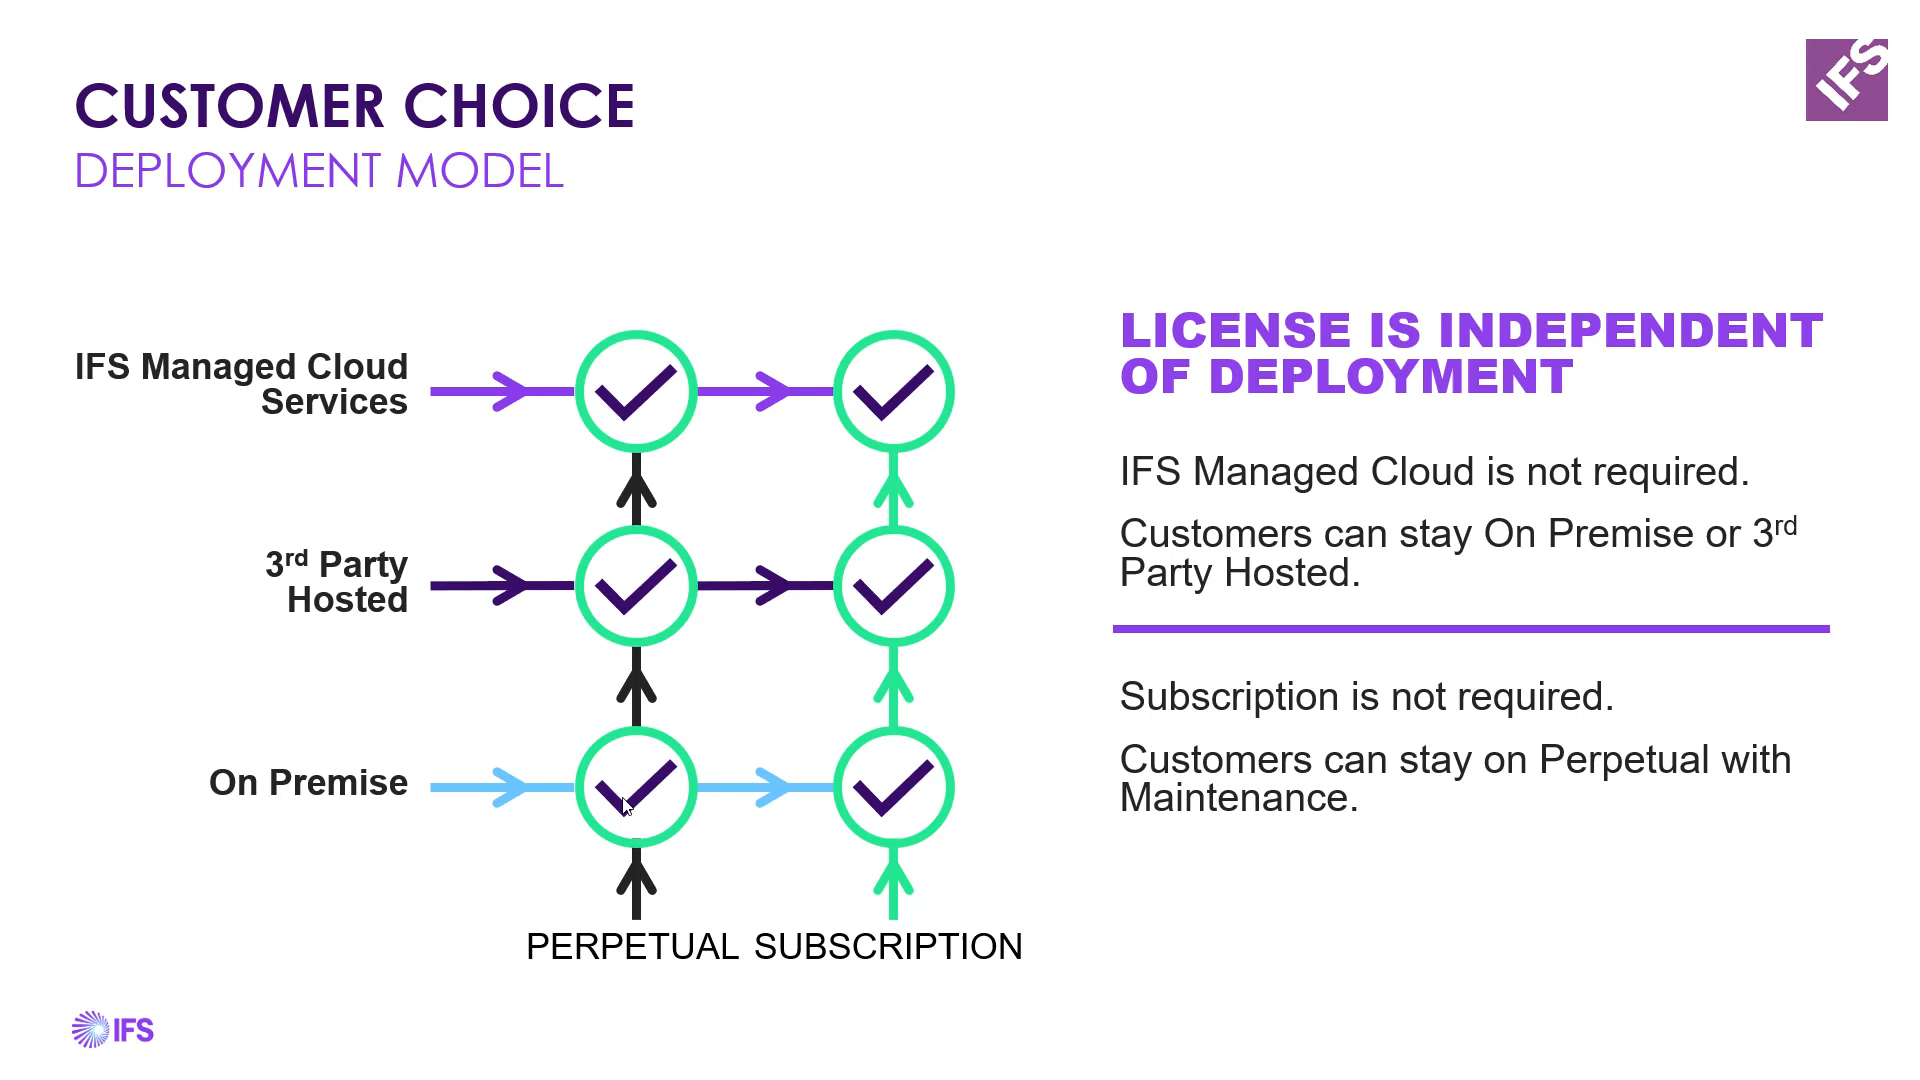 CUSTOMER CHOICE
DEPLOYMENT MODEL
IFS
IFS Managed Cloud
Services
3rd Party
Hosted
On Premise
PERPETUAL SUBSCRIPTION
LICENSE IS INDEPENDENT
OF DEPLOYMENT
IFS Managed Cloud is not required.
Customers can stay On Premise or 3rd
Party Hosted.
Subscription is not required.
Customers can stay on Perpetual with
Maintenance.
IFS